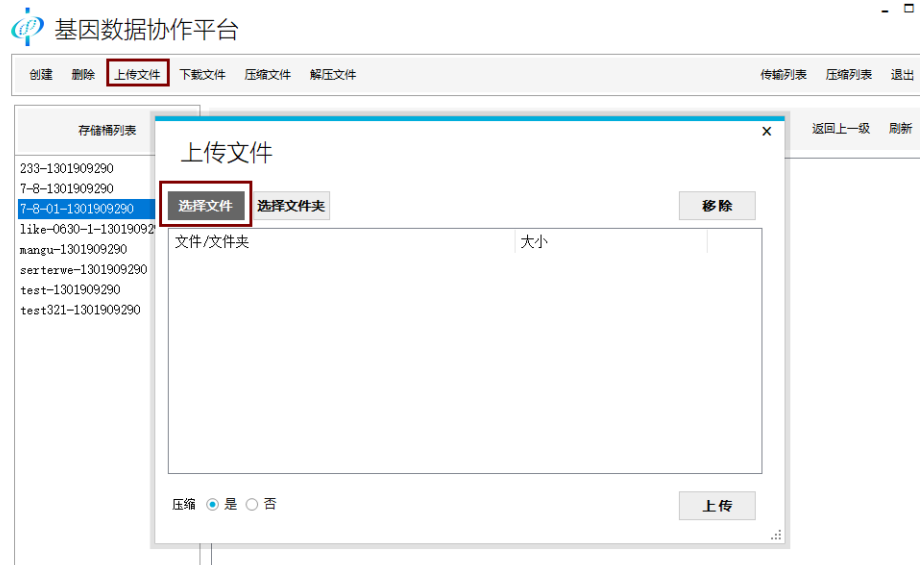 基因数据协作平台
创建 删除 上传文件 下载文件 压缩文件 解压文件 传输列表 压缩列表 退出
存储桶列表 返回上一级 刷新
233-1301909290
7-8-1301909290
7-8-01-1301909290
like-0630-1-13019092
mangu-1301909290
serterwe-1301909290
test-1301909290
test321-1301909290
上传文件
选择文件 选择文件夹 移除
文件/文件夹 大小
压缩 是 否 上传